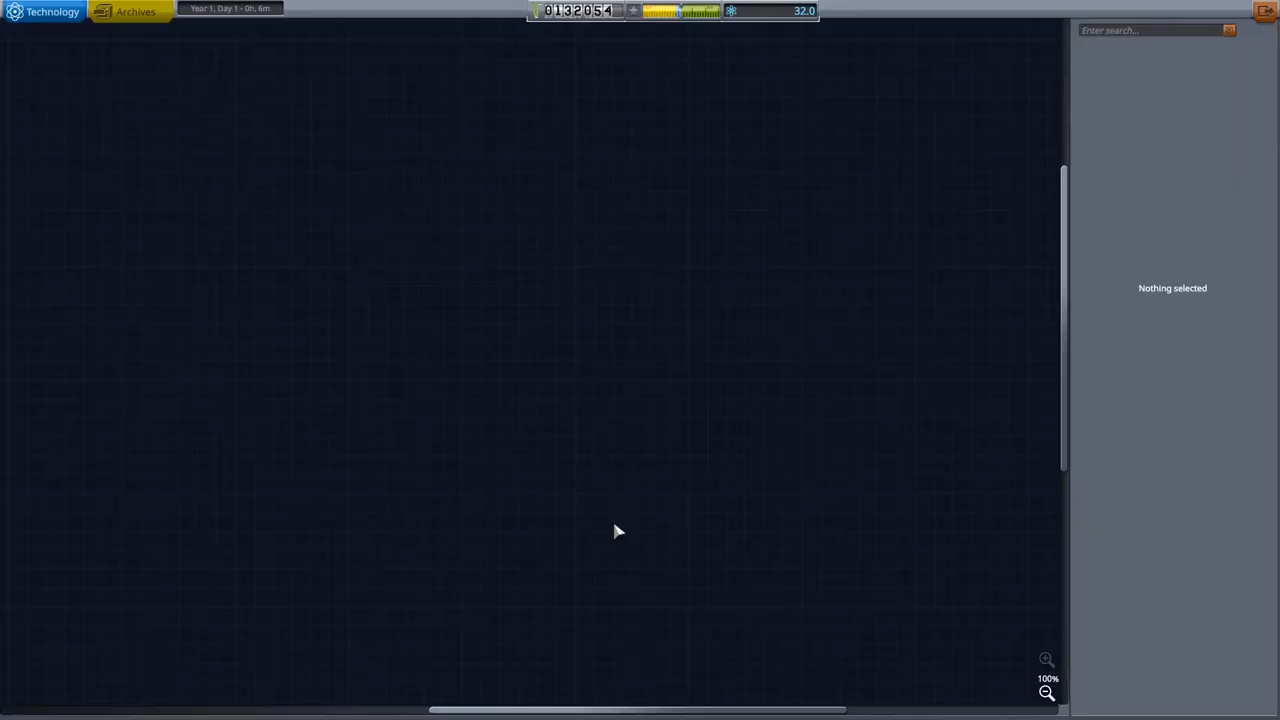 Technology
Archives
Year 1, Day 1 - 0h, 6m
0132054
32.0
Enter search...
Nothing selected
100%